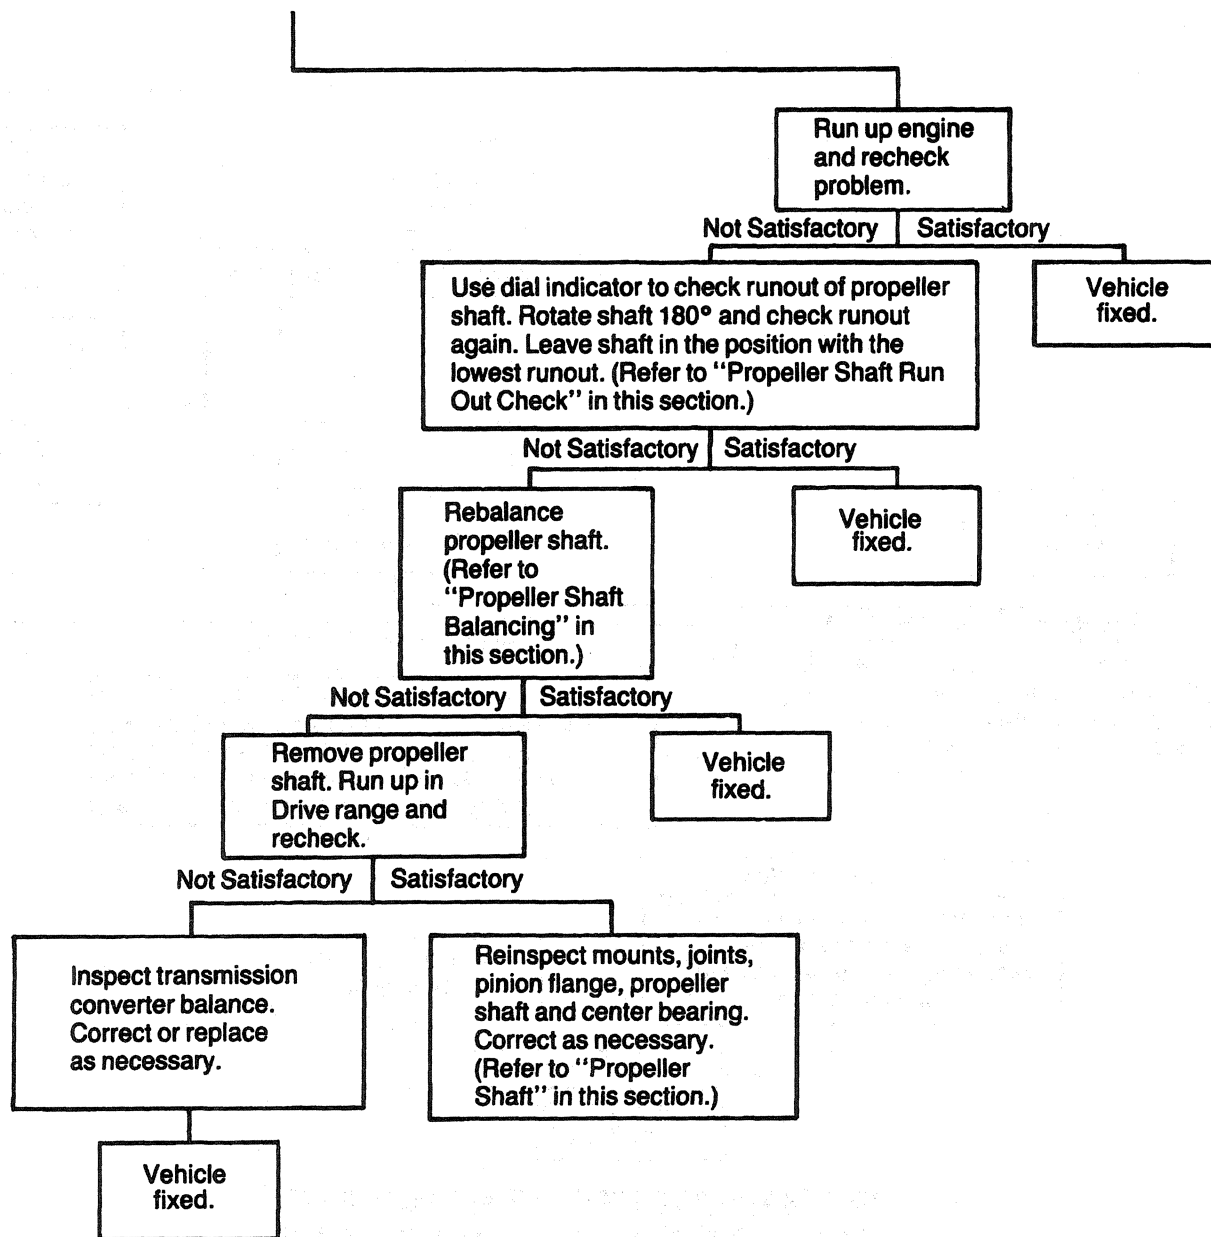 Run up engine
and recheck
problem.
Not Satisfactory
Satisfactory
Use dial indicator to check runout of propeller
shaft. Rotate shaft 180° and check runout
again. Leave shaft in the position with the
lowest runout. (Refer to “Propeller Shaft Run
Out Check” in this section.)
Vehicle
fixed.
Not Satisfactory
Satisfactory
Rebalance
propeller shaft.
(Refer to
“Propeller Shaft
Balancing” in
this section.)
Vehicle
fixed.
Not Satisfactory
Satisfactory
Remove propeller
shaft. Run up in
Drive range and
recheck.
Vehicle
fixed.
Not Satisfactory
Satisfactory
Inspect transmission
converter balance.
Correct or replace
as necessary.
Reinspect mounts, joints,
pinion flange, propeller
shaft and center bearing.
Correct as necessary.
(Refer to “Propeller
Shaft” in this section.)
Vehicle
fixed.